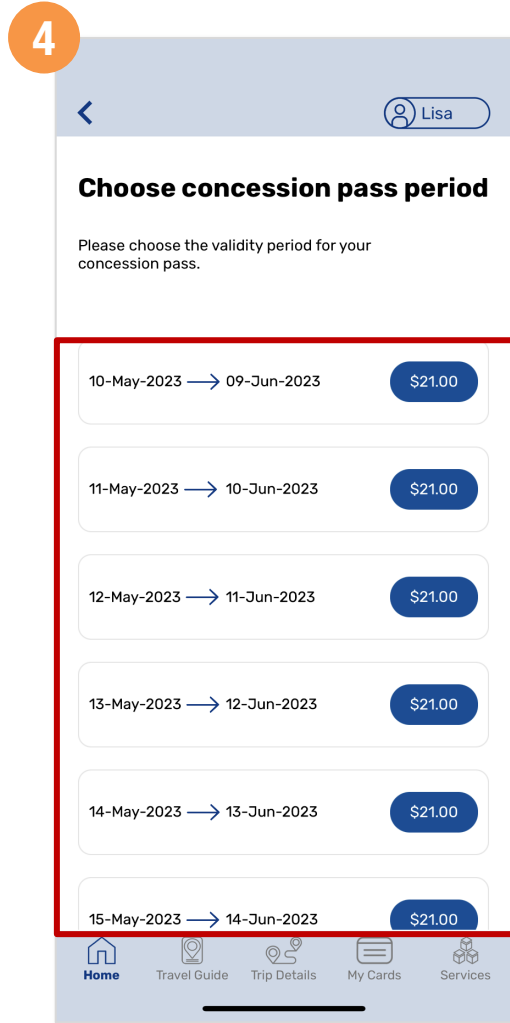 4
Lisa
Choose concession pass period
Please choose the validity period for your
concession pass.
10-May-2023 → 09-Jun-2023 $21.00
11-May-2023 → 10-Jun-2023 $21.00
12-May-2023 → 11-Jun-2023 $21.00
13-May-2023 → 12-Jun-2023 $21.00
14-May-2023 → 13-Jun-2023 $21.00
15-May-2023 → 14-Jun-2023 $21.00
Home Travel Guide Trip Details My Cards Services